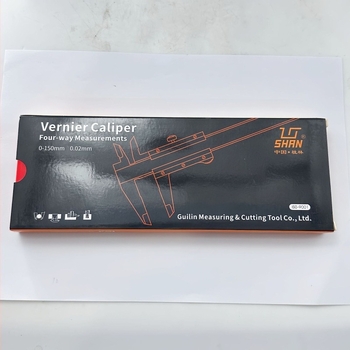 Vernier Caliper
Four-way Measurements
0-150mm 0.02mm
SHAN
Guilin Measuring & Cutting Tool Co., Ltd.